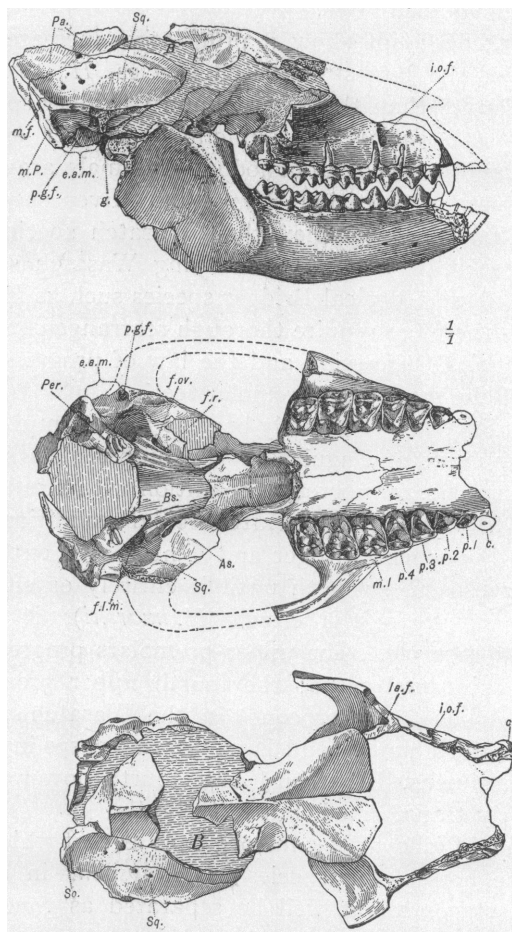 Pa.
Sq.
B
i.o.f.
m.f.
m.P.
e.a.m.
p.g.f.
g.
1/1
p.g.f.
e.a.m.
f.ov.
Per.
f.r.
Bs.
As.
Sq.
f.l.m.
m.1
p.4
p.3
p.2
p.1
c.
la.f.
i.o.f.
c.
B
So.
Sq.